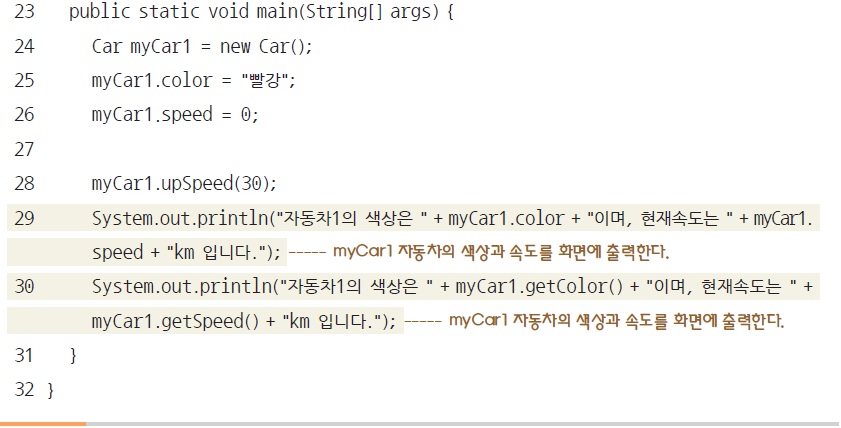 23 public static void main(String[] args) {
24 Car myCar1 = new Car();
25 myCar1.color = "빨강";
26 myCar1.speed = 0;
27
28 myCar1.upSpeed(30);
29 System.out.println("자동차1의 색상은 " + myCar1.color + "이며, 현재속도는 " + myCar1.
speed + "km 입니다."); ----- myCar1 자동차의 색상과 속도를 화면에 출력한다.
30 System.out.println("자동차1의 색상은 " + myCar1.getColor() + "이며, 현재속도는 " +
myCar1.getSpeed() + "km 입니다."); ----- myCar1 자동차의 색상과 속도를 화면에 출력한다.
31 }
32 }